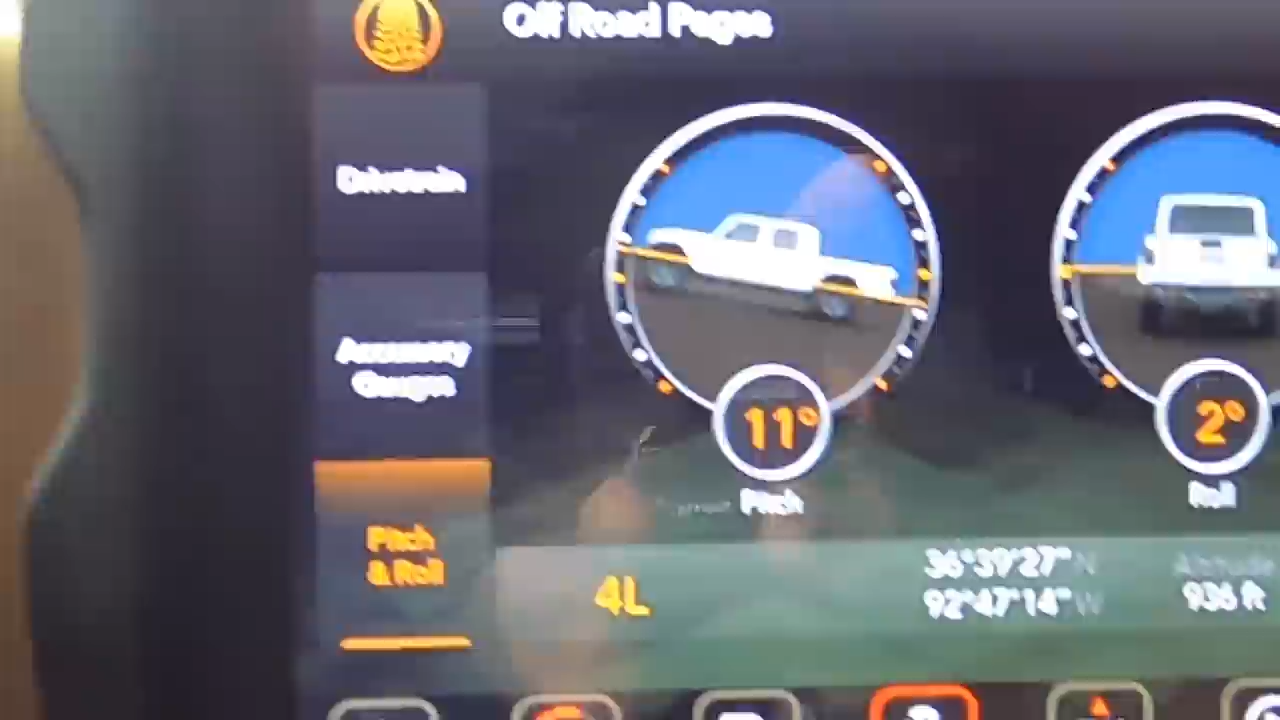 Off Road Pages
Drivetrain
Accessory
Gauges
11°
2°
Pitch
Roll
Pitch
& Roll
4L
36°39'27"N
92°47'14"W
Altitude
936 ft